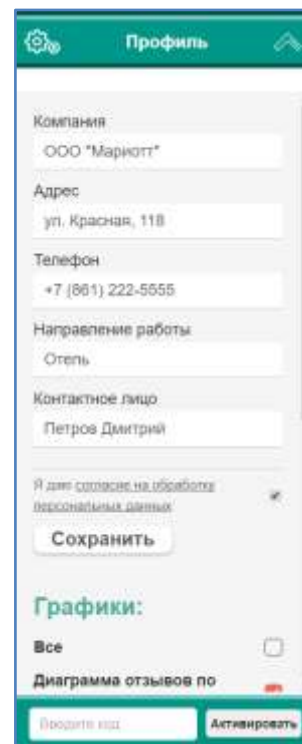 Профиль
Компания
ООО "Мариотт"
Адрес
ул. Красная, 118
Телефон
+7 (861) 222-5555
Направление работы
Отель
Контактное лицо
Петров Дмитрий
Я даю согласие на обработку
персональных данных
Сохранить
Графики:
Все
Диаграмма отзывов по
Введите код
Активировать